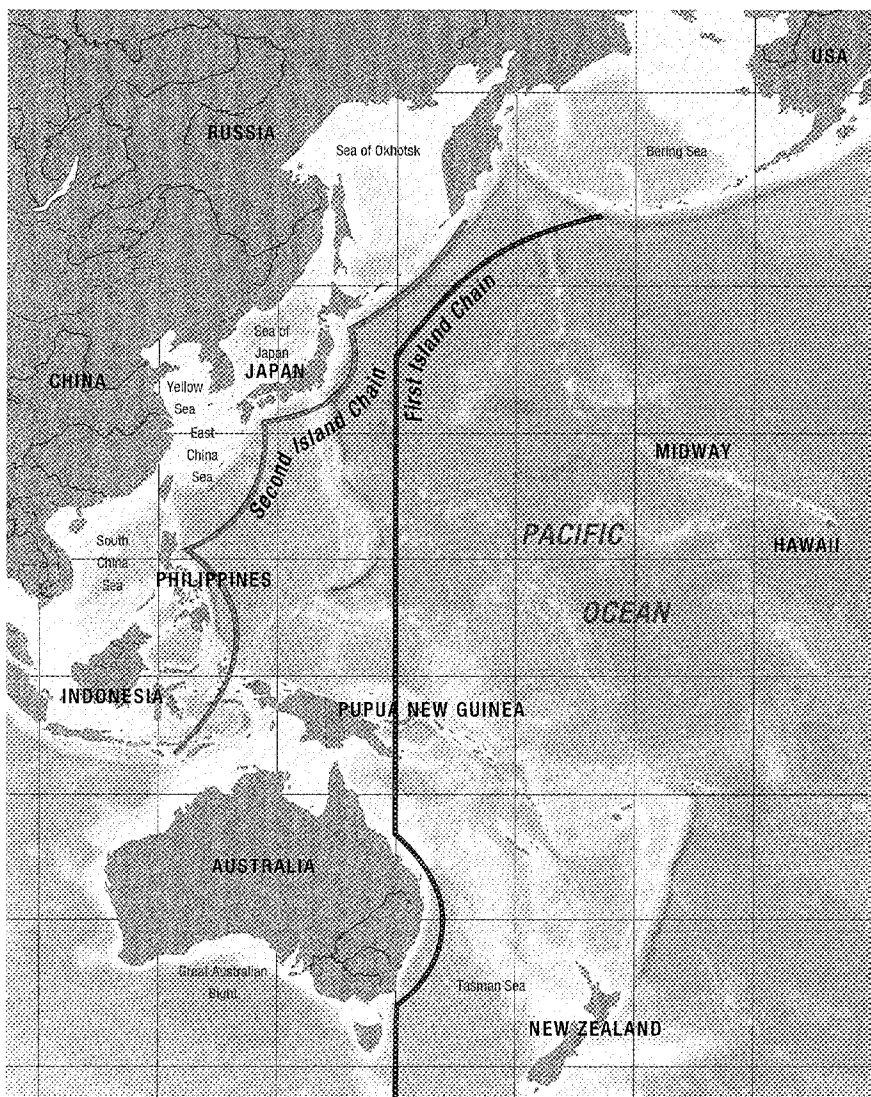 USA
RUSSIA
Sea of Okhotsk
Bering Sea
First Island Chain
Sea of
Japan
JAPAN
CHINA
Yellow
Sea
Second Island Chain
East
China
Sea
MIDWAY
PACIFIC
OCEAN
HAWAII
South
China
Sea
PHILIPPINES
INDONESIA
PUPUA NEW GUINEA
AUSTRALIA
Great Australian
Bight
Tasman Sea
NEW ZEALAND